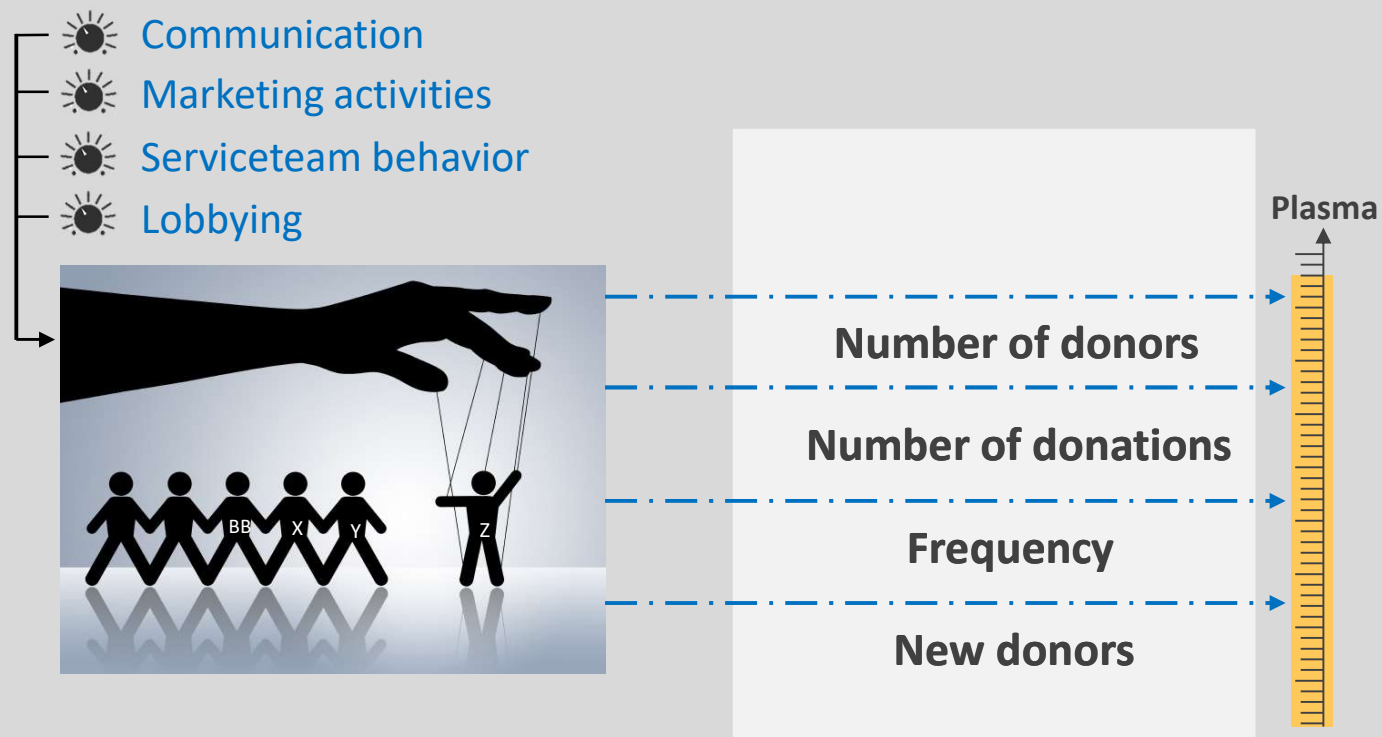 Communication
Marketing activities
Serviceteam behavior
Lobbying
Plasma
Number of donors
Number of donations
BB X Y Z
Frequency
New donors